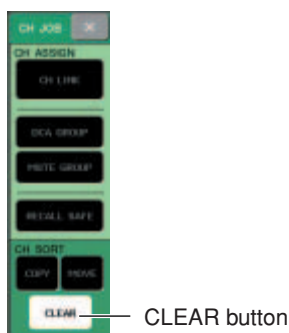 CH JOB ×
CH ASSIGN
CH LINK
DCA GROUP
MUTE GROUP
RECALL SAFE
CH SORT
COPY MOVE
CLEAR CLEAR button